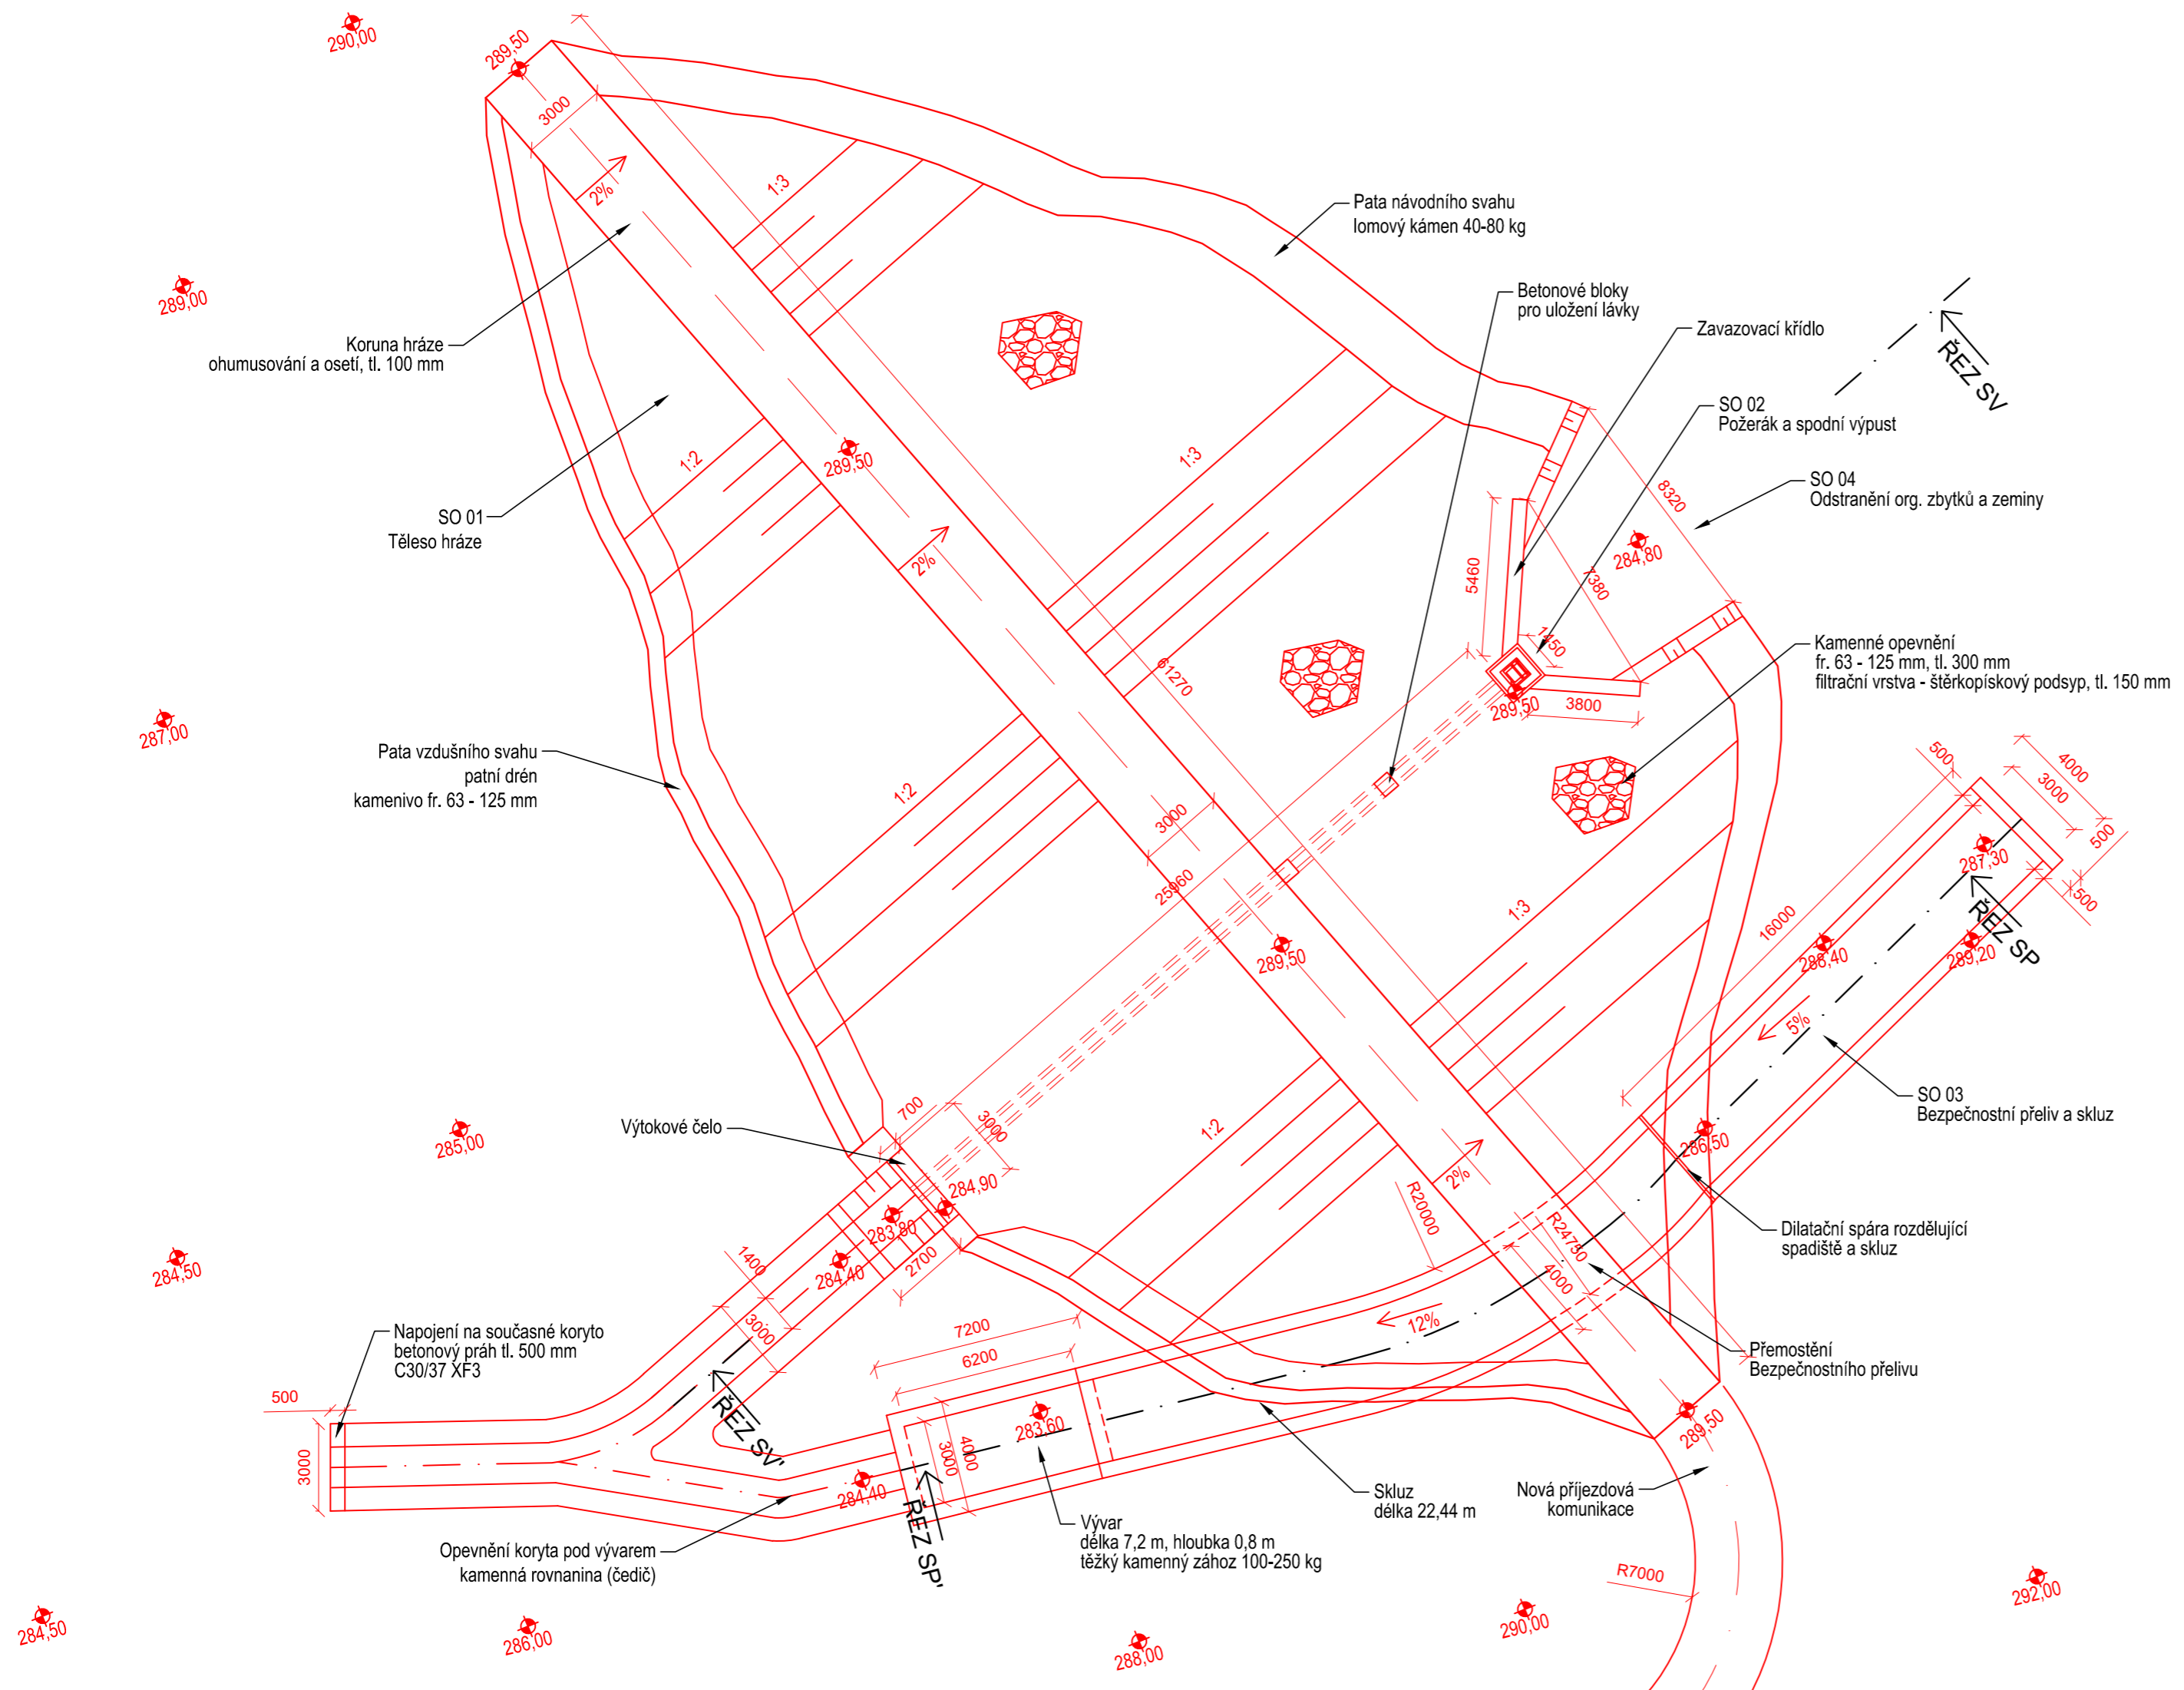 290,00
289,50
3000
2%
1:3
Pata návodního svahu
lomový kámen 40-80 kg
289,00
Betonové bloky
pro uložení lávky
Zavazovací křídlo
ŘEZ SV
Koruna hráze
ohumusování a osetí, tl. 100 mm
SO 02
Požerák a spodní výpust
1:2
289,50
1:3
SO 04
Odstranění org. zbytků a zeminy
8320
SO 01
Těleso hráze
284,80
2%
5460
7380
1450
Kamenné opevnění
fr. 63 - 125 mm, tl. 300 mm
filtrační vrstva - štěrkopískový podsyp, tl. 150 mm
61270
289,50
3800
287,00
Pata vzdušního svahu
patní drén
kamenivo fr. 63 - 125 mm
1:2
3000
25960
500
4000
3000
500
287,30
500
1:3
16000
ŘEZ SP
288,40
289,20
289,50
5%
SO 03
Bezpečnostní přeliv a skluz
700
3000
Výtokové čelo
285,00
1:2
286,50
284,90
2%
R20000
283,80
R24750
Dilatační spára rozdělující
spadiště a skluz
284,50
1400
284,40
2700
4000
3000
7200
6200
12%
Napojení na současné koryto
betonový práh tl. 500 mm
C30/37 XF3
Přemostění
Bezpečnostního přelivu
500
ŘEZ SV'
283,60
3000
4000
289,50
3000
284,40
ŘEZ SP'
Skluz
délka 22,44 m
Nová příjezdová
komunikace
Vývar
délka 7,2 m, hloubka 0,8 m
těžký kamenný zához 100-250 kg
Opevnění koryta pod vývarem
kamenná rovnanina (čedič)
R7000
292,00
284,50
286,00
290,00
288,00